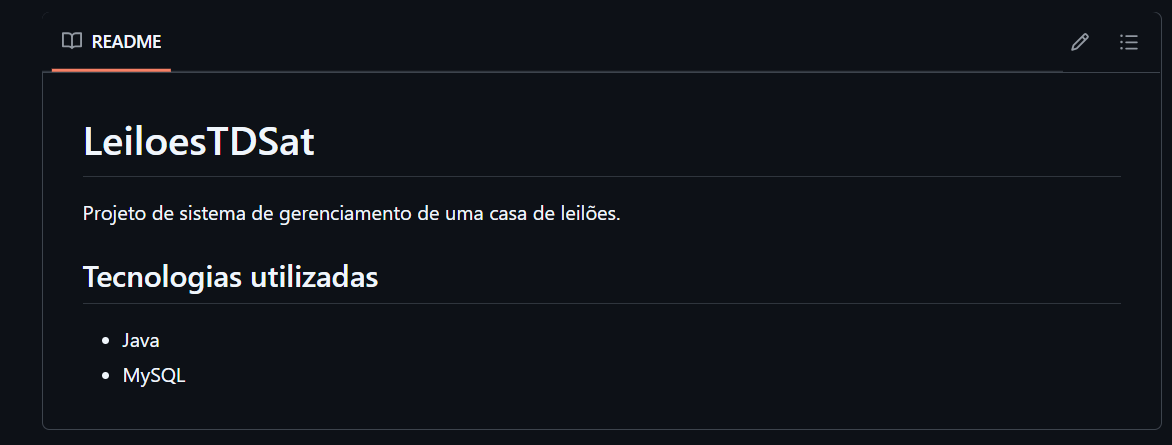 README
LeiloesTDSat
Projeto de sistema de gerenciamento de uma casa de leilões.
Tecnologias utilizadas
Java
MySQL